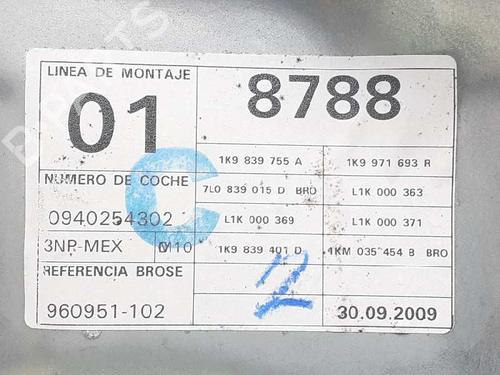 LINEA DE MONTAJE
01
8788
1K9 839 755 A
1K9 971 693 R
NUMERO DE COCHE
7L0 839 015 D BRO
L1K 000 363
0940254302
L1K 000 369
L1K 000 371
C
3NP-MEX
M10
1K9 839 401 D
1KM 035 454 B BRO
REFERENCIA BROSE
2
960951-102
30.09.2009